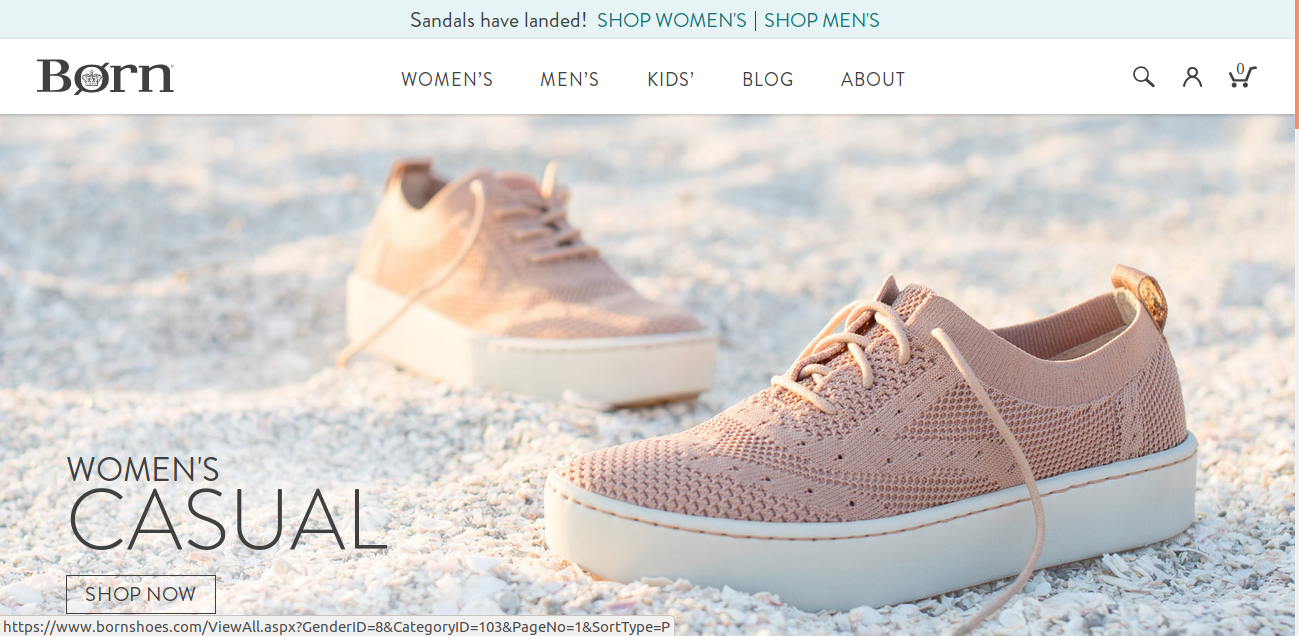 Sandals have landed! SHOP WOMEN'S | SHOP MEN'S
Børn
WOMEN’S MEN’S KIDS’ BLOG ABOUT
0
WOMEN'S
CASUAL
SHOP NOW
https://www.bornshoes.com/ViewAll.aspx?GenderID=8&CategoryID=103&PageNo=1&SortType=P